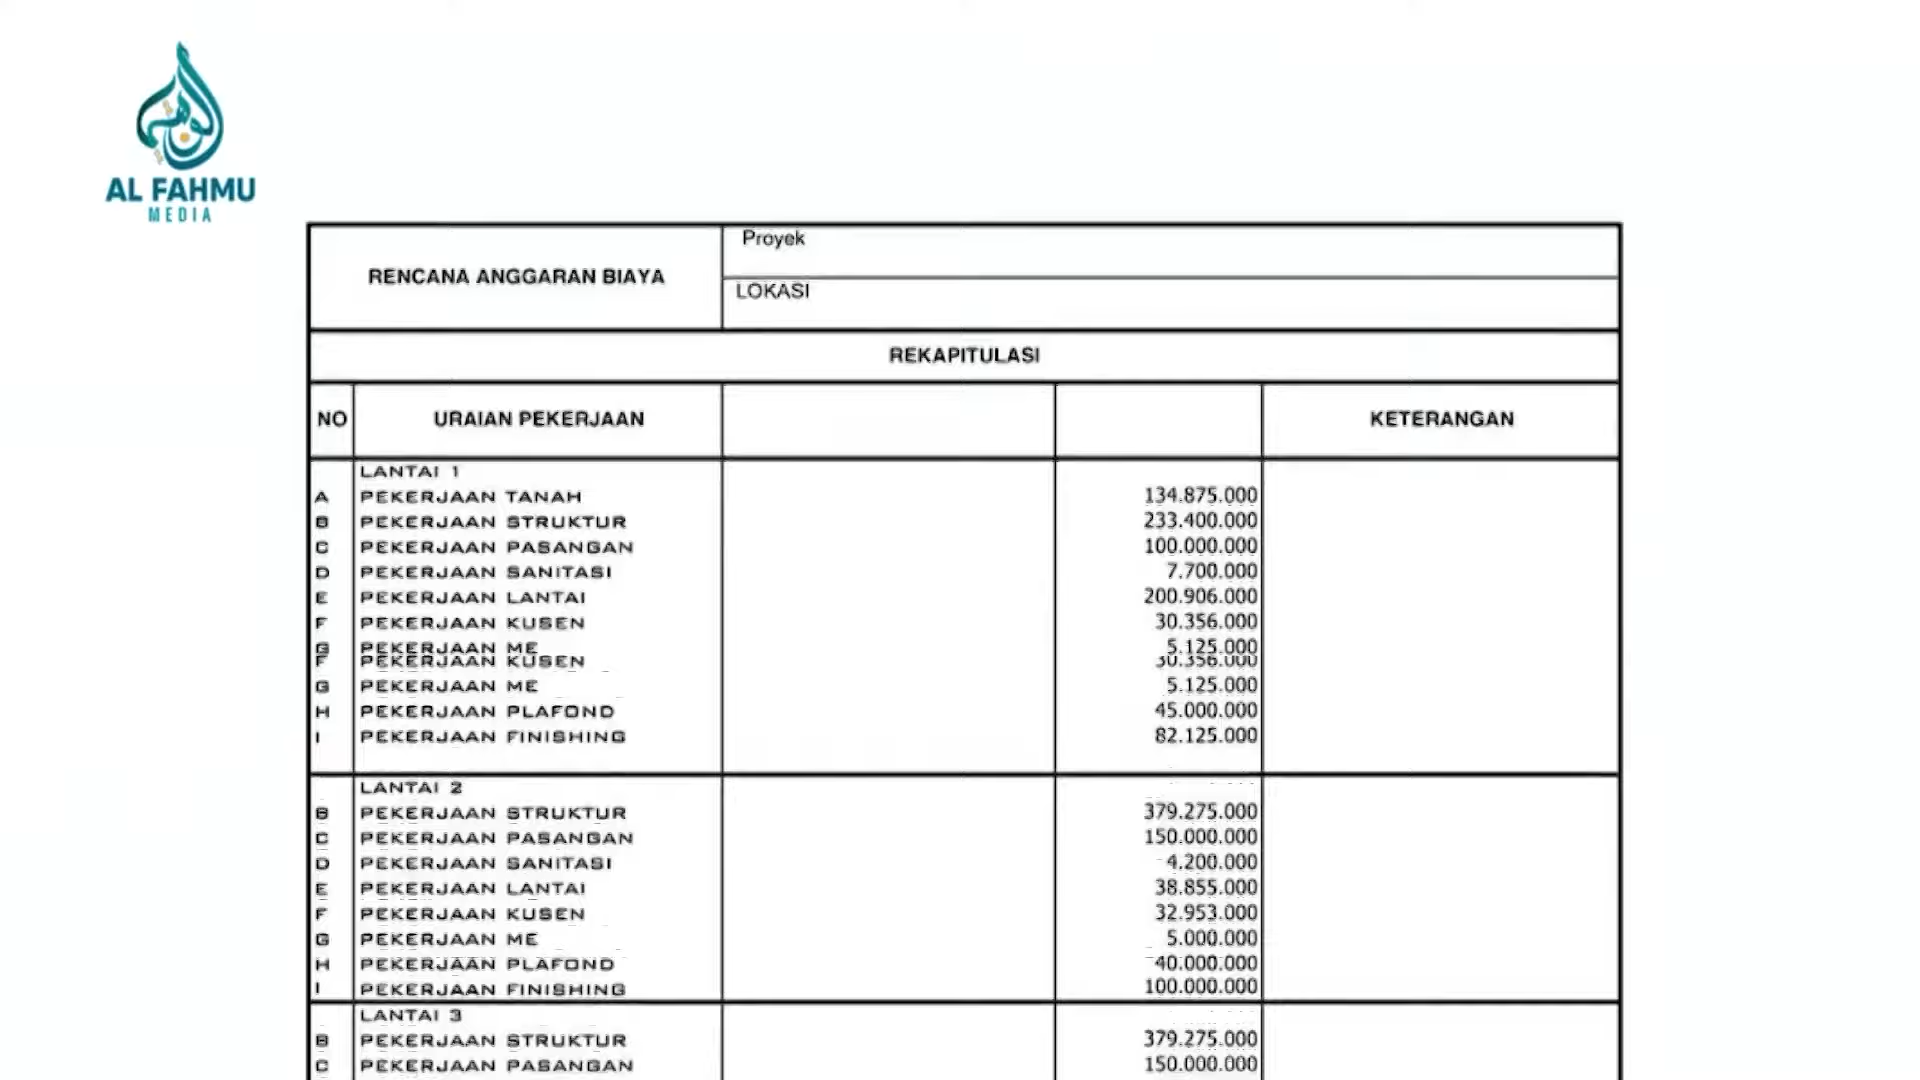 AL FAHMU
MEDIA
RENCANA ANGGARAN BIAYA
Proyek
LOKASI
REKAPITULASI
NO URAIAN PEKERJAAN KETERANGAN
LANTAI 1
A PEKERJAAN TANAH 134.875.000
B PEKERJAAN STRUKTUR 233.400.000
C PEKERJAAN PASANGAN 100.000.000
D PEKERJAAN SANITASI 7.700.000
E PEKERJAAN LANTAI 200.906.000
F PEKERJAAN KUSEN 30.356.000
G PEKERJAAN ME 5.125.000
F PEKERJAAN KUSEN 30.356.000
G PEKERJAAN ME 5.125.000
H PEKERJAAN PLAFOND 45.000.000
I PEKERJAAN FINISHING 82.125.000
LANTAI 2
B PEKERJAAN STRUKTUR 379.275.000
C PEKERJAAN PASANGAN 150.000.000
D PEKERJAAN SANITASI 4.200.000
E PEKERJAAN LANTAI 38.855.000
F PEKERJAAN KUSEN 32.953.000
G PEKERJAAN ME 5.000.000
H PEKERJAAN PLAFOND 40.000.000
I PEKERJAAN FINISHING 100.000.000
LANTAI 3
B PEKERJAAN STRUKTUR 379.275.000
C PEKERJAAN PASANGAN 150.000.000